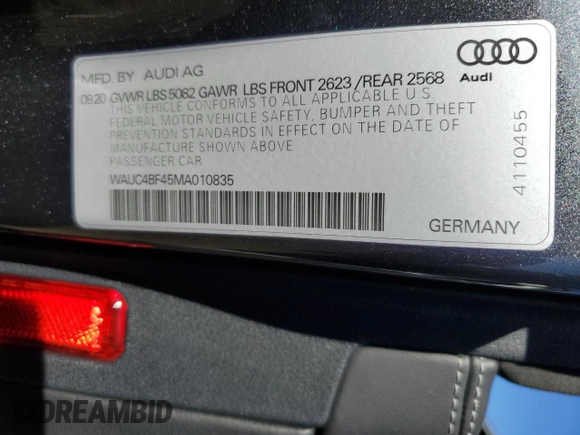 MFD. BY AUDI AG
09 20 GVWR LBS 5062 GAWR LBS FRONT 2623 /REAR 2568
THIS VEHICLE CONFORMS TO ALL APPLICABLE U S
FEDERAL MOTOR VEHICLE SAFETY, BUMPER AND THEFT
PREVENTION STANDARDS IN EFFECT ON THE DATE OF
MANUFACTURE SHOWN ABOVE
PASSENGER CAR
WAUC4BF45MA010835
GERMANY
Audi
4110455
DREAMBID